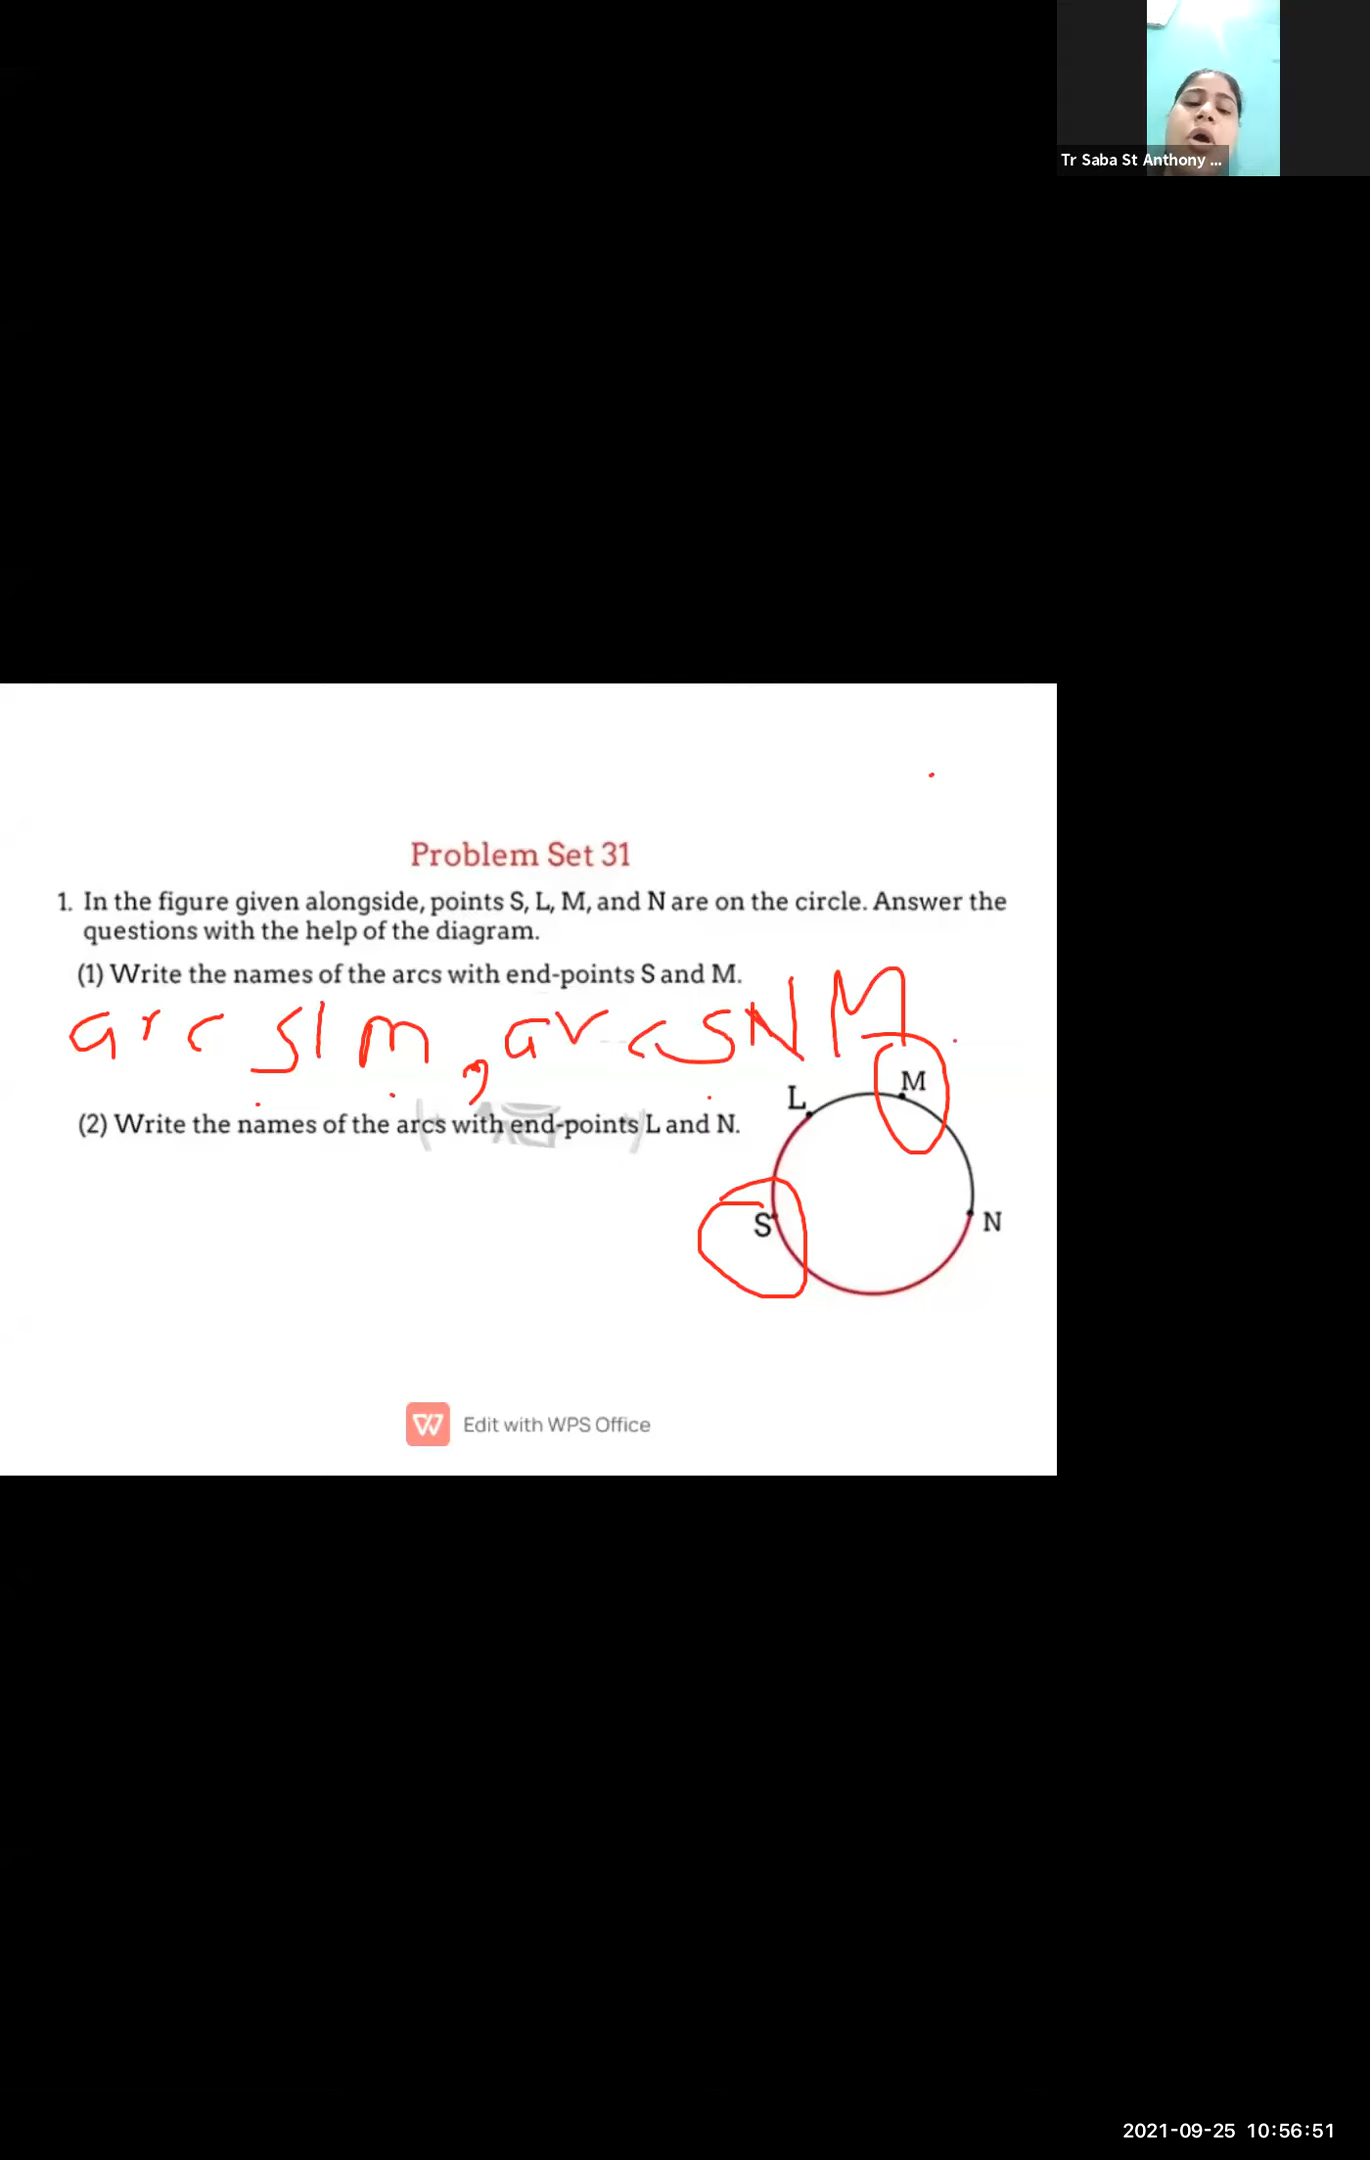 Tr Saba St Anthony ...
Problem Set 31
1. In the figure given alongside, points S, L, M, and N are on the circle. Answer the
questions with the help of the diagram.
(1) Write the names of the arcs with end-points S and M.
arc Slm, arc SNM.
(2) Write the names of the arcs with end-points L and N.
L
M
S
N
Edit with WPS Office
2021-09-25 10:56:51